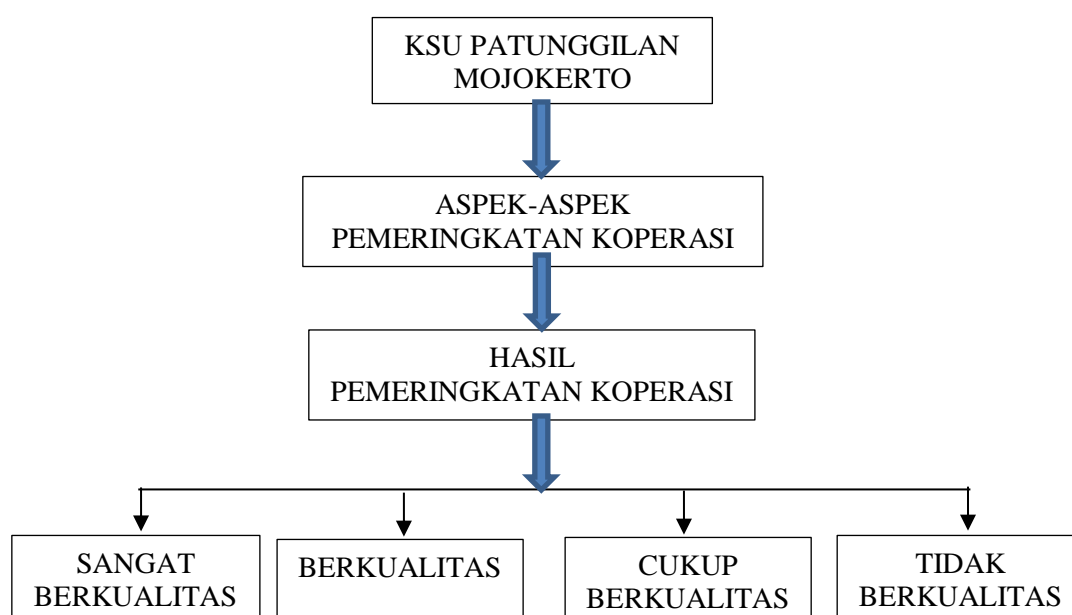 KSU PATUNGGILAN
MOJOKERTO
ASPEK-ASPEK
PEMERINGKATAN KOPERASI
HASIL
PEMERINGKATAN KOPERASI
SANGAT
BERKUALITAS
BERKUALITAS
CUKUP
BERKUALITAS
TIDAK
BERKUALITAS